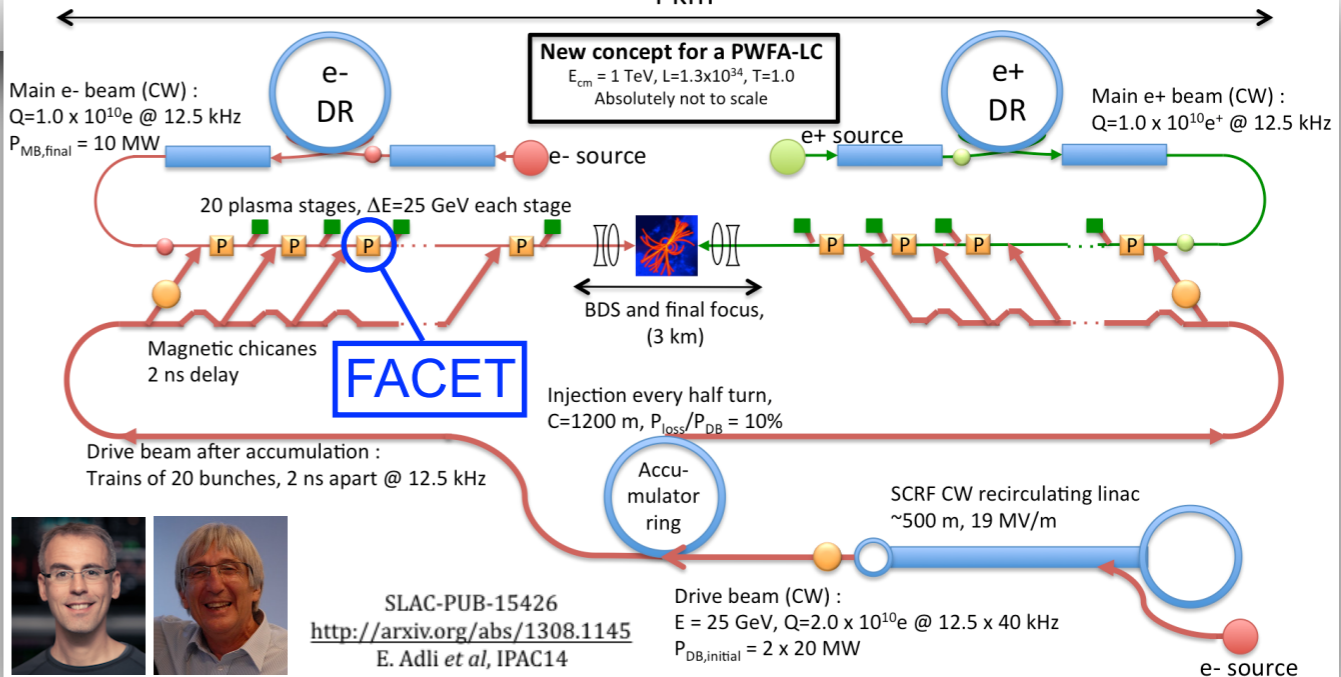 New concept for a PWFA-LC
E_cm = 1 TeV, L=1.3x10³⁴, T=1.0
Absolutely not to scale
e-
DR
e+
DR
Main e- beam (CW) :
Q=1.0 x 10¹⁰e @ 12.5 kHz
P_MB,final = 10 MW
Main e+ beam (CW) :
Q=1.0 x 10¹⁰e⁺ @ 12.5 kHz
e- source
e+ source
20 plasma stages, ΔE=25 GeV each stage
P
P
P
P
P
P
P
P
BDS and final focus,
(3 km)
Magnetic chicanes
2 ns delay
FACET
Injection every half turn,
C=1200 m, P_loss/P_DB = 10%
Drive beam after accumulation :
Trains of 20 bunches, 2 ns apart @ 12.5 kHz
Accu-
mulator
ring
SCRF CW recirculating linac
~500 m, 19 MV/m
SLAC-PUB-15426
http://arxiv.org/abs/1308.1145
E. Adli et al, IPAC14
Drive beam (CW) :
E = 25 GeV, Q=2.0 x 10¹⁰e @ 12.5 x 40 kHz
P_DB,initial = 2 x 20 MW
e- source